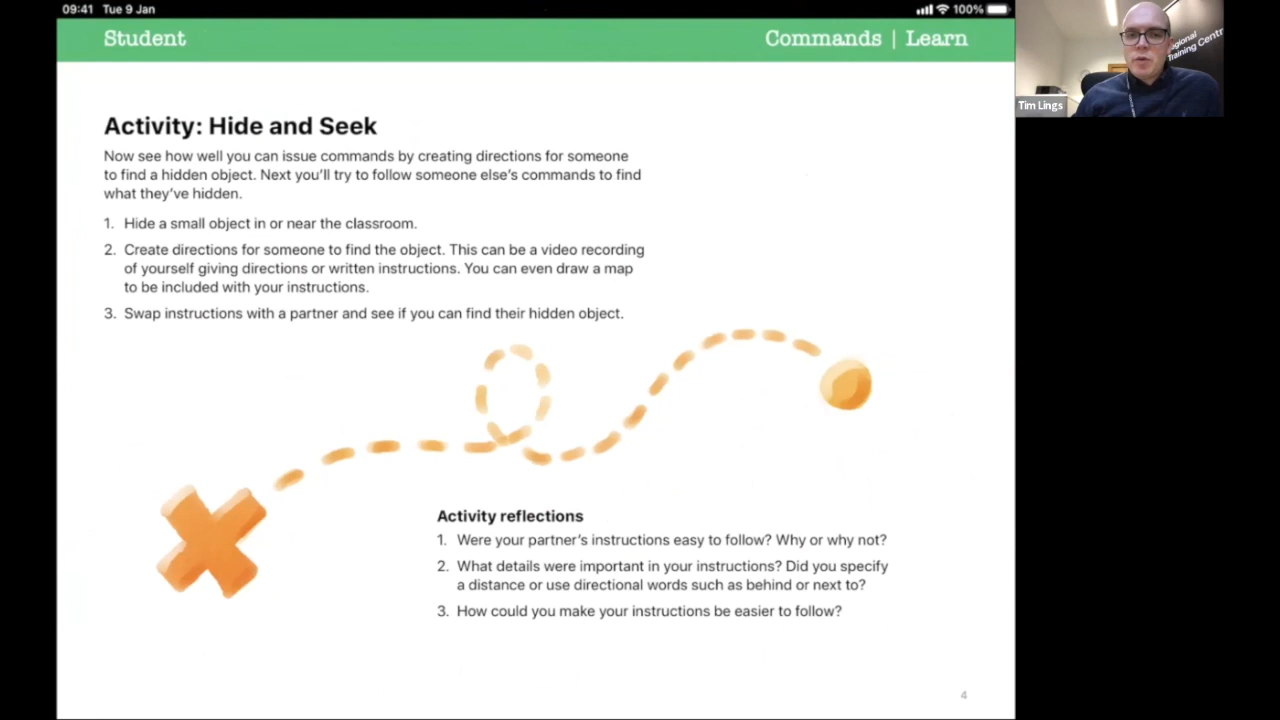 09:41 Tue 9 Jan
100%
Student
Commands | Learn
Activity: Hide and Seek
Now see how well you can issue commands by creating directions for someone
to find a hidden object. Next you'll try to follow someone else's commands to find
what they've hidden.
1. Hide a small object in or near the classroom.
2. Create directions for someone to find the object. This can be a video recording
of yourself giving directions or written instructions. You can even draw a map
to be included with your instructions.
3. Swap instructions with a partner and see if you can find their hidden object.
Activity reflections
1. Were your partner's instructions easy to follow? Why or why not?
2. What details were important in your instructions? Did you specify
a distance or use directional words such as behind or next to?
3. How could you make your instructions be easier to follow?
4
Training Centr
Tim Lings